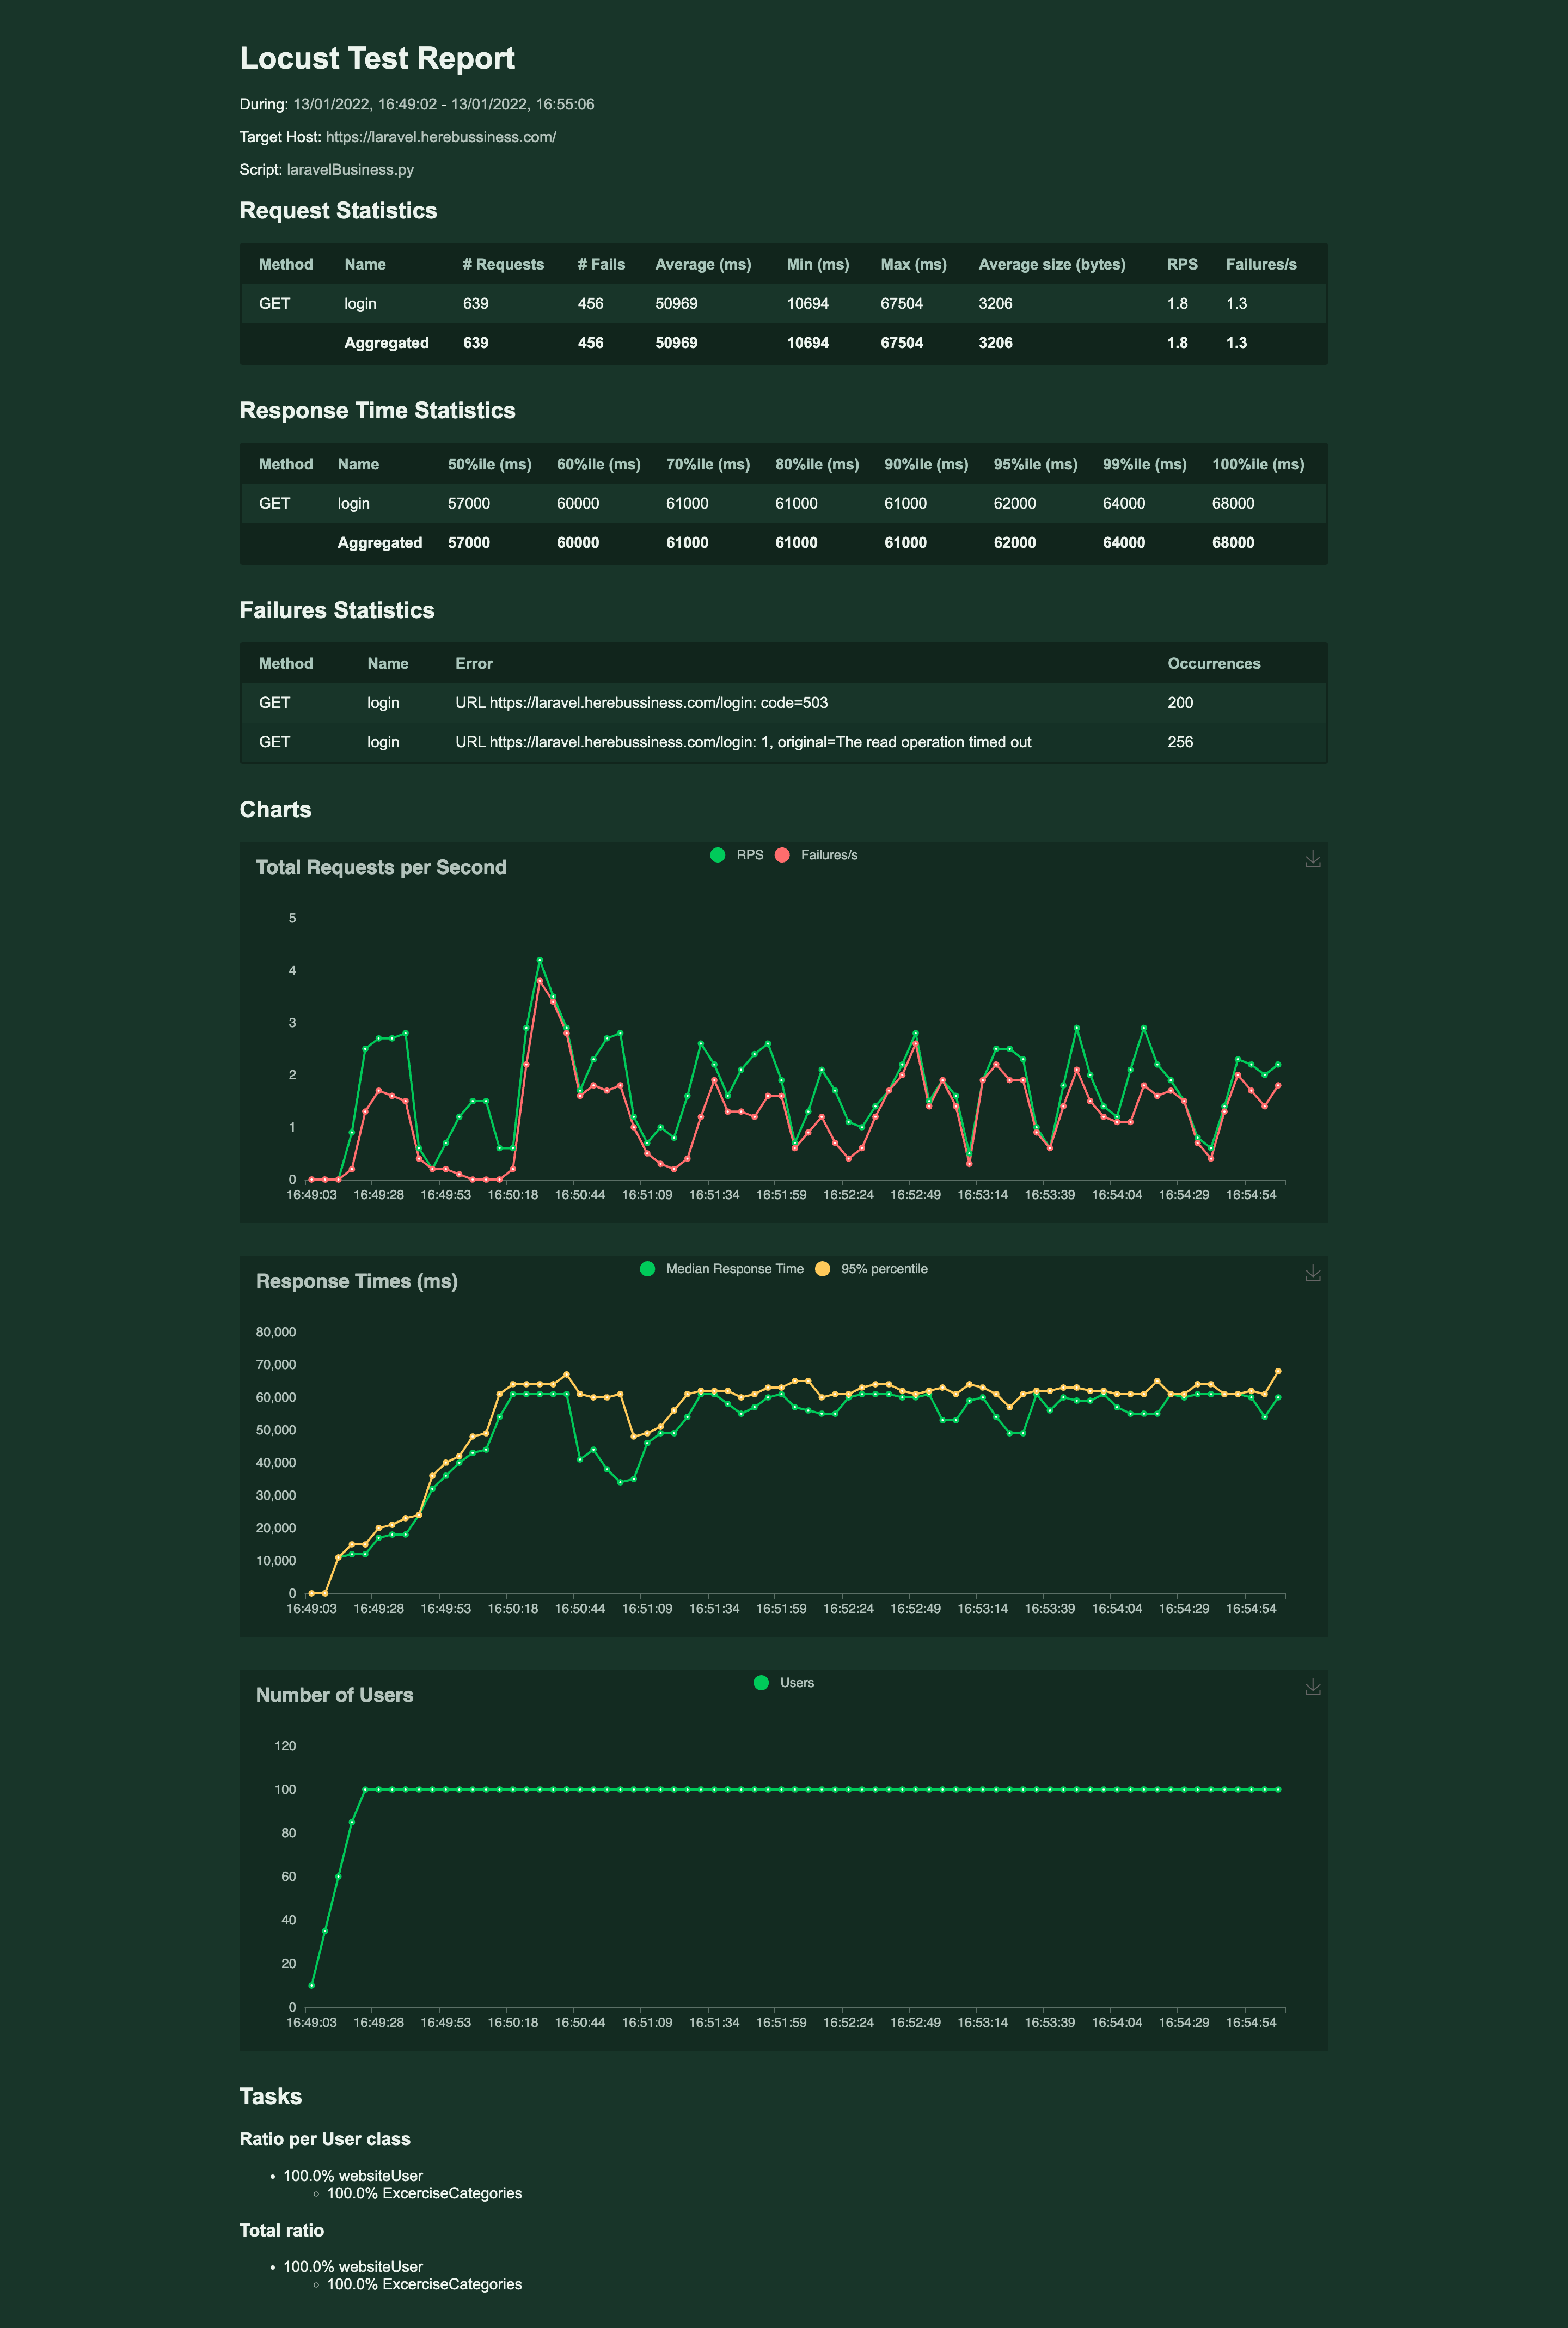 Locust Test Report
During: 13/01/2022, 16:49:02 - 13/01/2022, 16:55:06
Target Host: https://laravel.herebussiness.com/
Script: laravelBusiness.py
Request Statistics
Method Name # Requests # Fails Average (ms) Min (ms) Max (ms) Average size (bytes) RPS Failures/s
GET login 639 456 50969 10694 67504 3206 1.8 1.3
Aggregated 639 456 50969 10694 67504 3206 1.8 1.3
Response Time Statistics
Method Name 50%ile (ms) 60%ile (ms) 70%ile (ms) 80%ile (ms) 90%ile (ms) 95%ile (ms) 99%ile (ms) 100%ile (ms)
GET login 57000 60000 61000 61000 61000 62000 64000 68000
Aggregated 57000 60000 61000 61000 61000 62000 64000 68000
Failures Statistics
Method Name Error Occurrences
GET login URL https://laravel.herebussiness.com/login: code=503 200
GET login URL https://laravel.herebussiness.com/login: 1, original=The read operation timed out 256
Charts
RPS Failures/s
Total Requests per Second
5
4
3
2
1
0
16:49:03 16:49:28 16:49:53 16:50:18 16:50:44 16:51:09 16:51:34 16:51:59 16:52:24 16:52:49 16:53:14 16:53:39 16:54:04 16:54:29 16:54:54
Median Response Time 95% percentile
Response Times (ms)
80,000
70,000
60,000
50,000
40,000
30,000
20,000
10,000
0
16:49:03 16:49:28 16:49:53 16:50:18 16:50:44 16:51:09 16:51:34 16:51:59 16:52:24 16:52:49 16:53:14 16:53:39 16:54:04 16:54:29 16:54:54
Users
Number of Users
120
100
80
60
40
20
0
16:49:03 16:49:28 16:49:53 16:50:18 16:50:44 16:51:09 16:51:34 16:51:59 16:52:24 16:52:49 16:53:14 16:53:39 16:54:04 16:54:29 16:54:54
Tasks
Ratio per User class
• 100.0% websiteUser
◦ 100.0% ExcerciseCategories
Total ratio
• 100.0% websiteUser
◦ 100.0% ExcerciseCategories